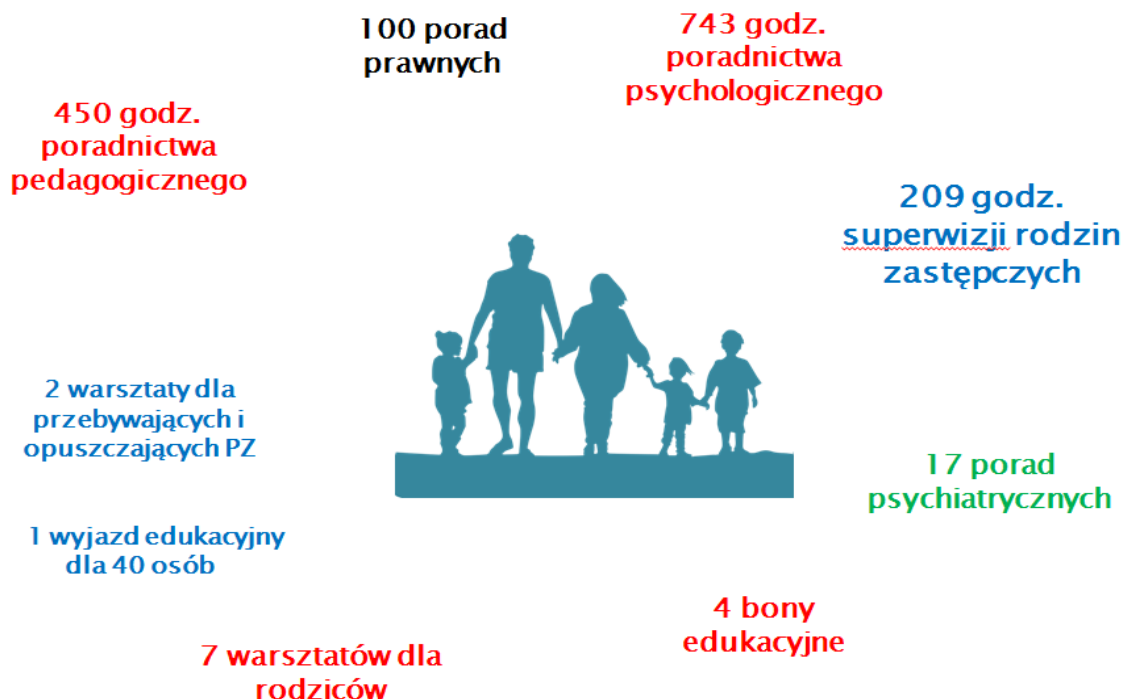 100 porad
prawnych
743 godz.
poradnictwa
psychologicznego
450 godz.
poradnictwa
pedagogicznego
209 godz.
superwizji rodzin
zastępczych
2 warsztaty dla
przebywających i
opuszczających PZ
17 porad
psychiatrycznych
1 wyjazd edukacyjny
dla 40 osób
4 bony
edukacyjne
7 warsztatów dla
rodziców